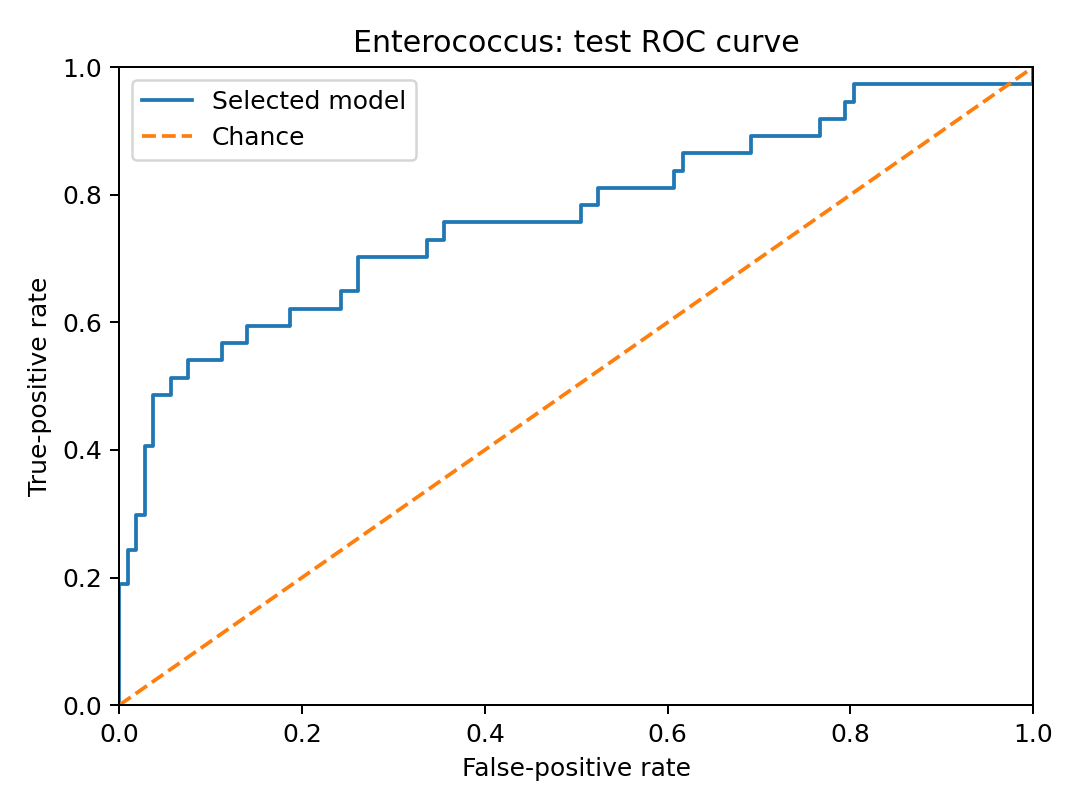 Enterococcus: test ROC curve
Selected model
Chance
True-positive rate
1.0
0.8
0.6
0.4
0.2
0.0
0.0 0.2 0.4 0.6 0.8 1.0
False-positive rate